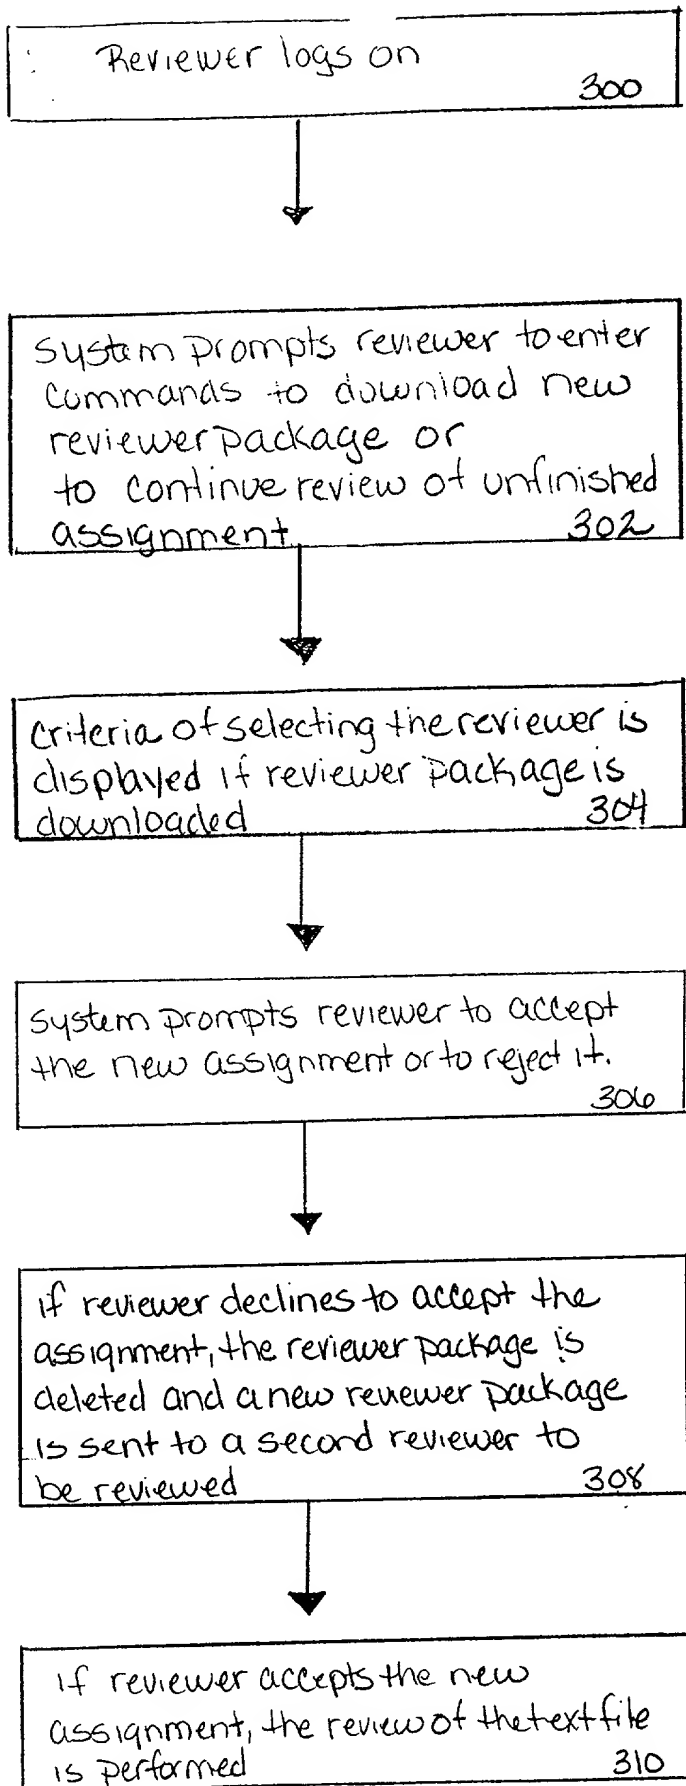 Reviewer logs on
300
System prompts reviewer to enter
commands to download new
reviewer package or
to continue review of unfinished
assignment. 302
criteria of selecting the reviewer is
displayed if reviewer package is
downloaded 304
system prompts reviewer to accept
the new assignment or to reject it.
306
if reviewer declines to accept the
assignment, the reviewer package is
deleted and a new reviewer package
is sent to a second reviewer to
be reviewed 308
if reviewer accepts the new
assignment, the review of the text file
is performed 310